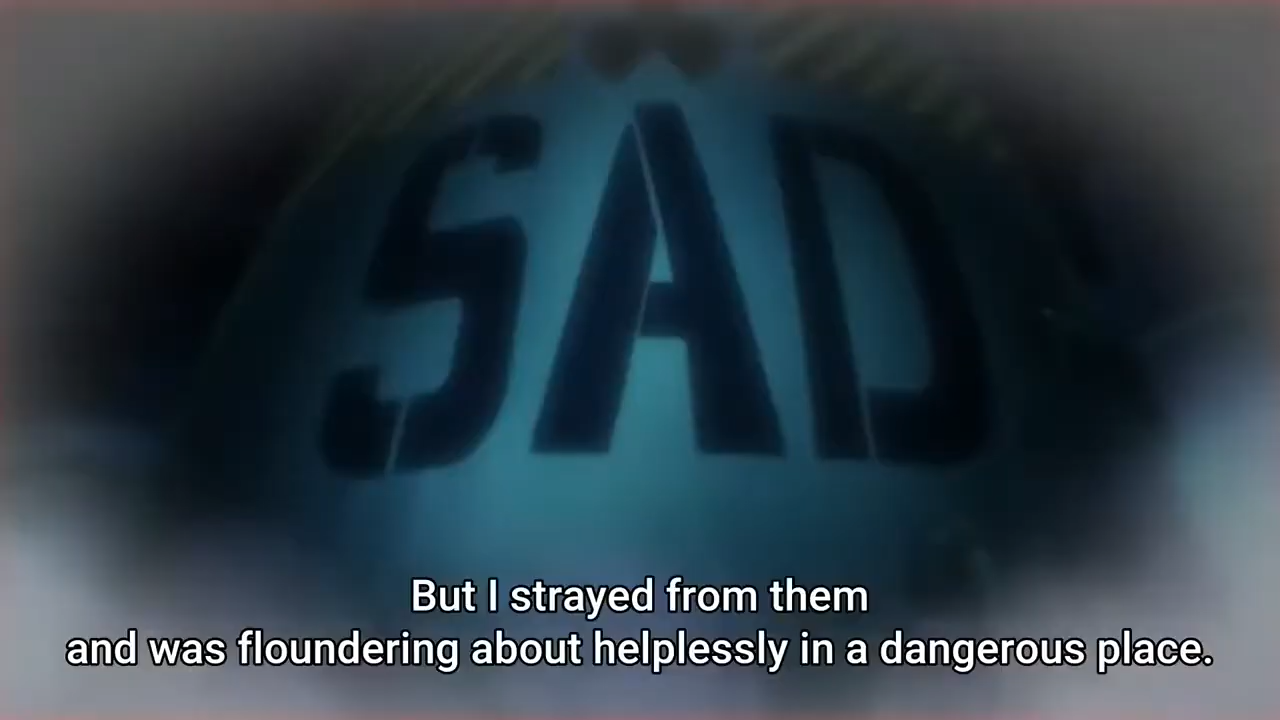 SAD
But I strayed from them
and was floundering about helplessly in a dangerous place.